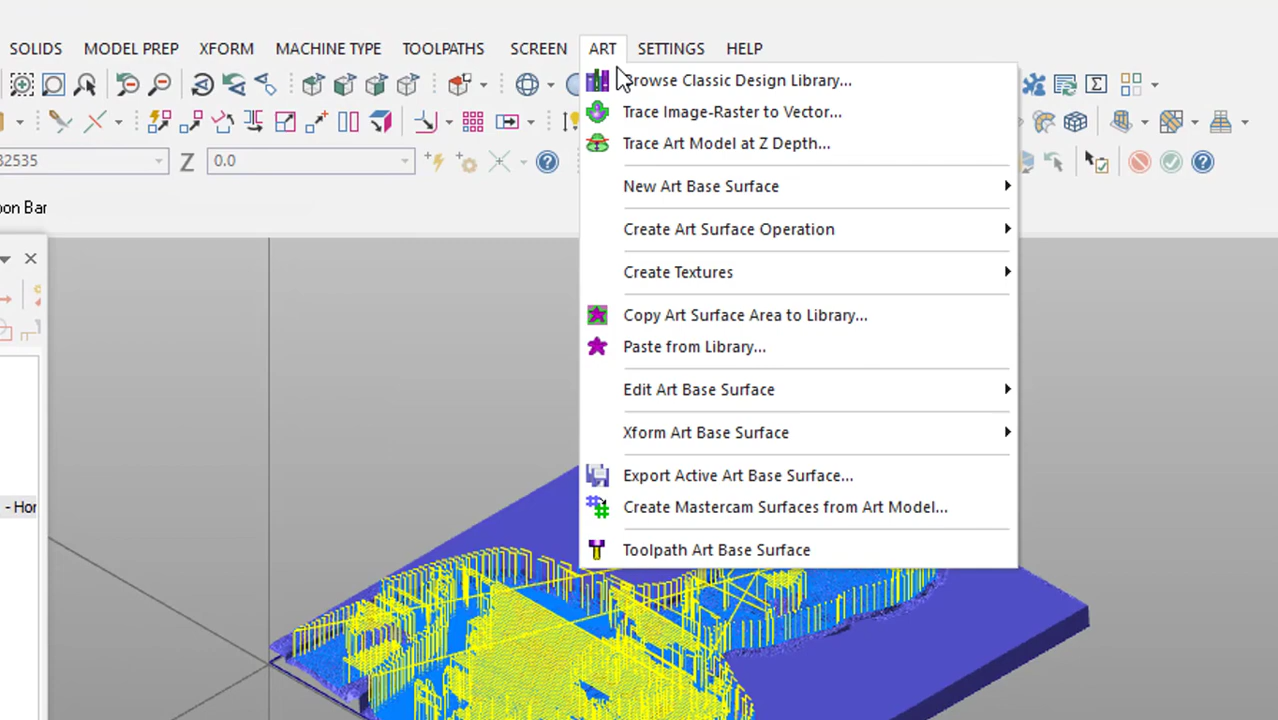 SOLIDS MODEL PREP XFORM MACHINE TYPE TOOLPATHS SCREEN ART SETTINGS HELP
Browse Classic Design Library...
Trace Image-Raster to Vector...
Trace Art Model at Z Depth...
New Art Base Surface
Create Art Surface Operation
Create Textures
Copy Art Surface Area to Library...
Paste from Library...
Edit Art Base Surface
Xform Art Base Surface
Export Active Art Base Surface...
Create Mastercam Surfaces from Art Model...
Toolpath Art Base Surface
32535 Z 0.0
oon Bar
- Hor